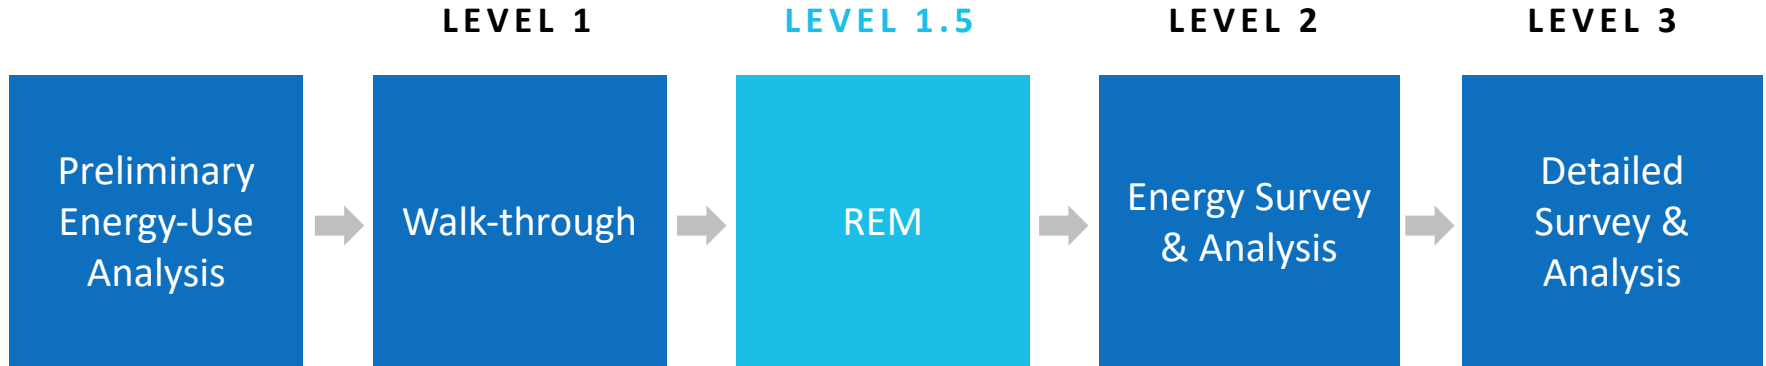 LEVEL 1
LEVEL 1.5
LEVEL 2
LEVEL 3
Preliminary
Energy-Use
Analysis
Walk-through
REM
Energy Survey
& Analysis
Detailed
Survey &
Analysis